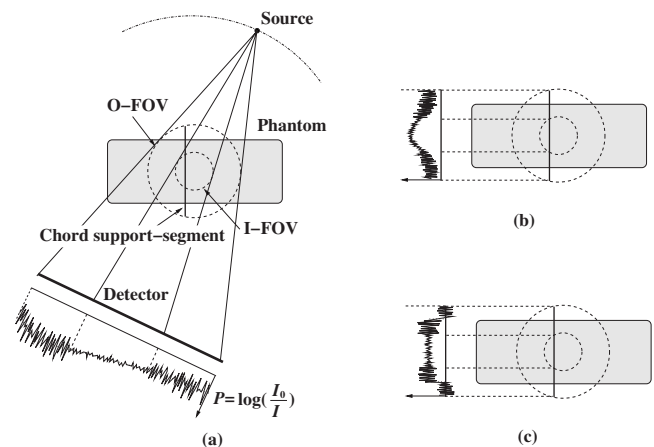 Source
O−FOV
Phantom
Chord support−segment
I−FOV
Detector
P=log(I₀/I)
(a)
(b)
(c)